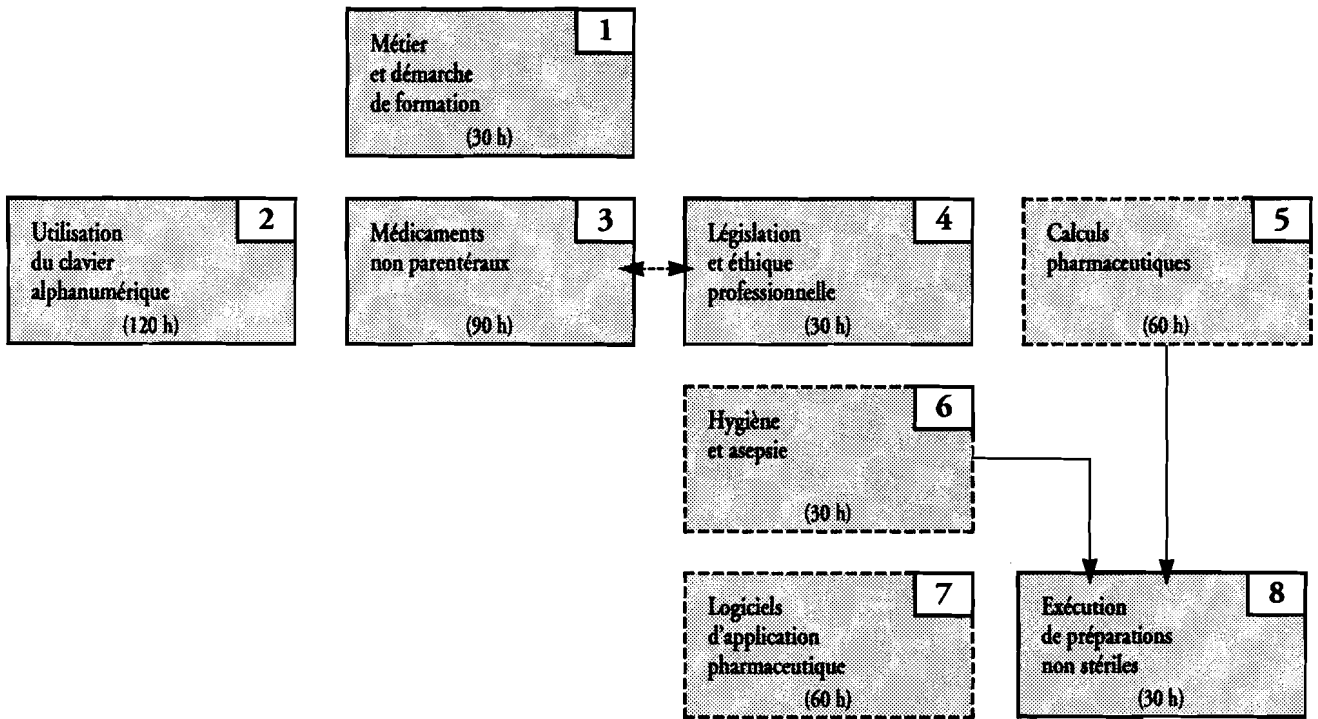 1
Métier
et démarche
de formation
(30 h)
2
Utilisation
du clavier
alphanumérique
(120 h)
3
Médicaments
non parentéraux
(90 h)
4
Législation
et éthique
professionnelle
(30 h)
5
Calculs
pharmaceutiques
(60 h)
6
Hygiène
et asepsie
(30 h)
7
Logiciels
d'application
pharmaceutique
(60 h)
8
Exécution
de préparations
non stériles
(30 h)